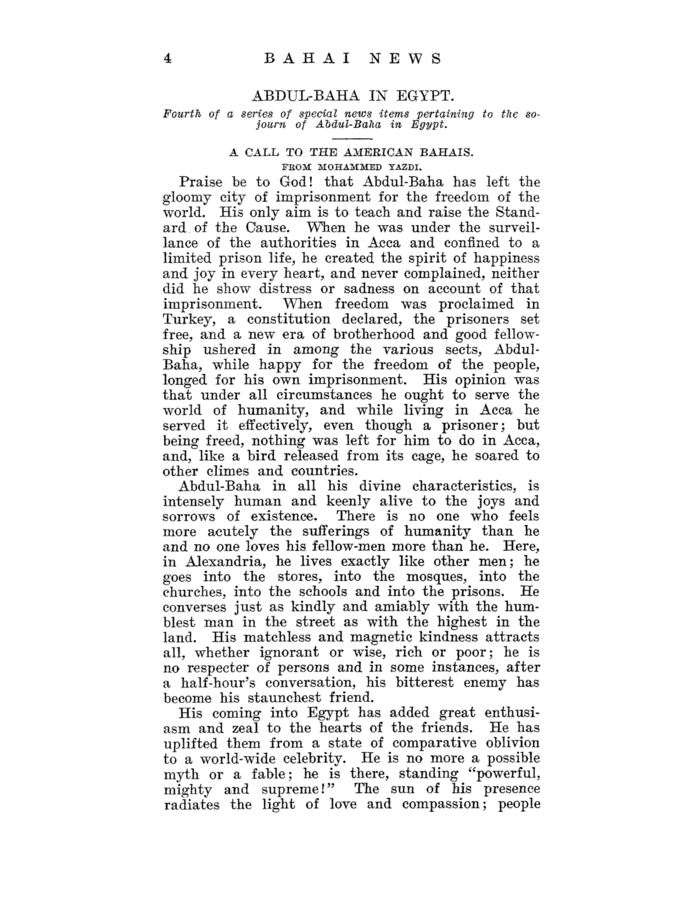 4 BAHAI NEWS
ABDUL-BAHA IN EGYPT.
Fourth of a series of special news items pertaining to the so-
journ of Abdul-Baha in Egypt.
A CALL TO THE AMERICAN BAHAIS.
FROM MOHAMMED YAZDI.
Praise be to God! that Abdul-Baha has left the
gloomy city of imprisonment for the freedom of the
world. His only aim is to teach and raise the Stand-
ard of the Cause. When he was under the surveil-
lance of the authorities in Acca and confined to a
limited prison life, he created the spirit of happiness
and joy in every heart, and never complained, neither
did he show distress or sadness on account of that
imprisonment. When freedom was proclaimed in
Turkey, a constitution declared, the prisoners set
free, and a new era of brotherhood and good fellow-
ship ushered in among the various sects, Abdul-
Baha, while happy for the freedom of the people,
longed for his own imprisonment. His opinion was
that under all circumstances he ought to serve the
world of humanity, and while living in Acca he
served it effectively, even though a prisoner; but
being freed, nothing was left for him to do in Acca,
and, like a bird released from its cage, he soared to
other climes and countries.
Abdul-Baha in all his divine characteristics, is
intensely human and keenly alive to the joys and
sorrows of existence. There is no one who feels
more acutely the sufferings of humanity than he
and no one loves his fellow-men more than he. Here,
in Alexandria, he lives exactly like other men; he
goes into the stores, into the mosques, into the
churches, into the schools and into the prisons. He
converses just as kindly and amiably with the hum-
blest man in the street as with the highest in the
land. His matchless and magnetic kindness attracts
all, whether ignorant or wise, rich or poor; he is
no respecter of persons and in some instances, after
a half-hour's conversation, his bitterest enemy has
become his staunchest friend.
His coming into Egypt has added great enthusi-
asm and zeal to the hearts of the friends. He has
uplifted them from a state of comparative oblivion
to a world-wide celebrity. He is no more a possible
myth or a fable; he is there, standing "powerful,
mighty and supreme!" The sun of his presence
radiates the light of love and compassion; people